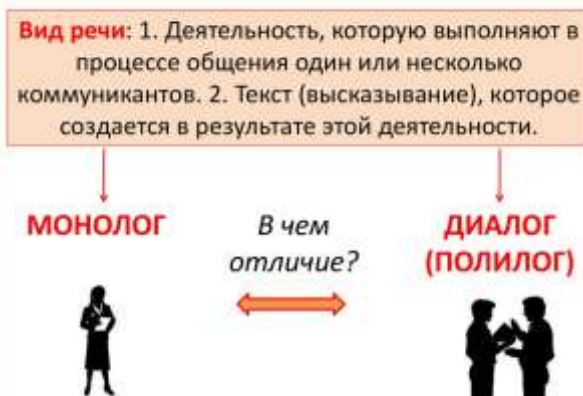 Вид речи: 1. Деятельность, которую выполняют в
процессе общения один или несколько
коммуникантов. 2. Текст (высказывание), которое
создается в результате этой деятельности.
МОНОЛОГ
В чем
отличие?
ДИАЛОГ
(ПОЛИЛОГ)